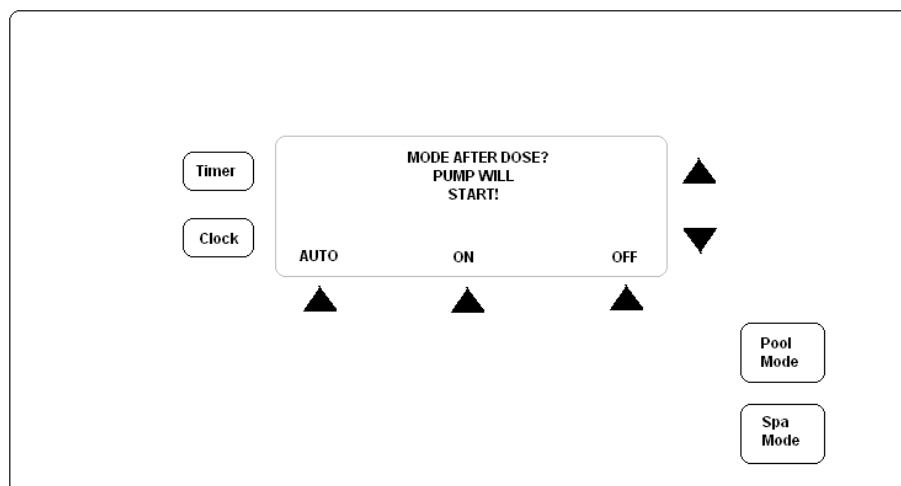 MODE AFTER DOSE?
PUMP WILL
START!
Timer
Clock
AUTO ON OFF
Pool
Mode
Spa
Mode